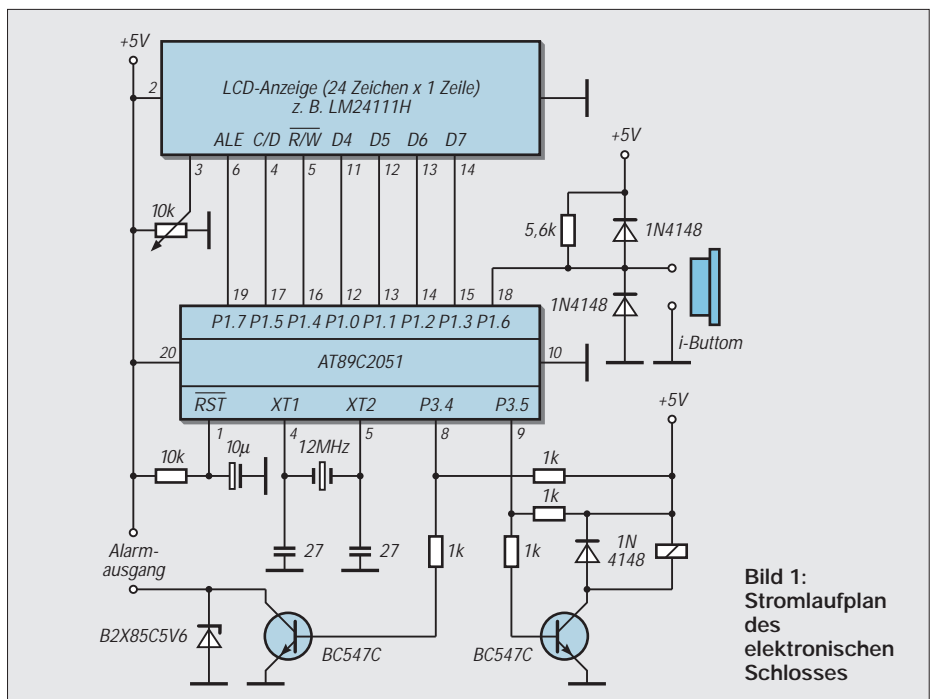 +5V
2
LCD-Anzeige (24 Zeichen x 1 Zeile)
z. B. LM24111H
ALE C/D R/W D4 D5 D6 D7
3 6 4 5 11 12 13 14
+5V
10k
5,6k
1N4148
19 17 16 12 13 14 15 18
1N4148
P1.7 P1.5 P1.4 P1.0 P1.1 P1.2 P1.3 P1.6
i-Buttom
20
AT89C2051
10
RST XT1 XT2 P3.4 P3.5
+5V
1 4 5 8 9
10k
10µ
12MHz
1k
1k
Alarm-
ausgang
27
27
1k
1k
1N
4148
B2X85C5V6
BC547C
BC547C
Bild 1:
Stromlaufplan
des
elektronischen
Schlosses